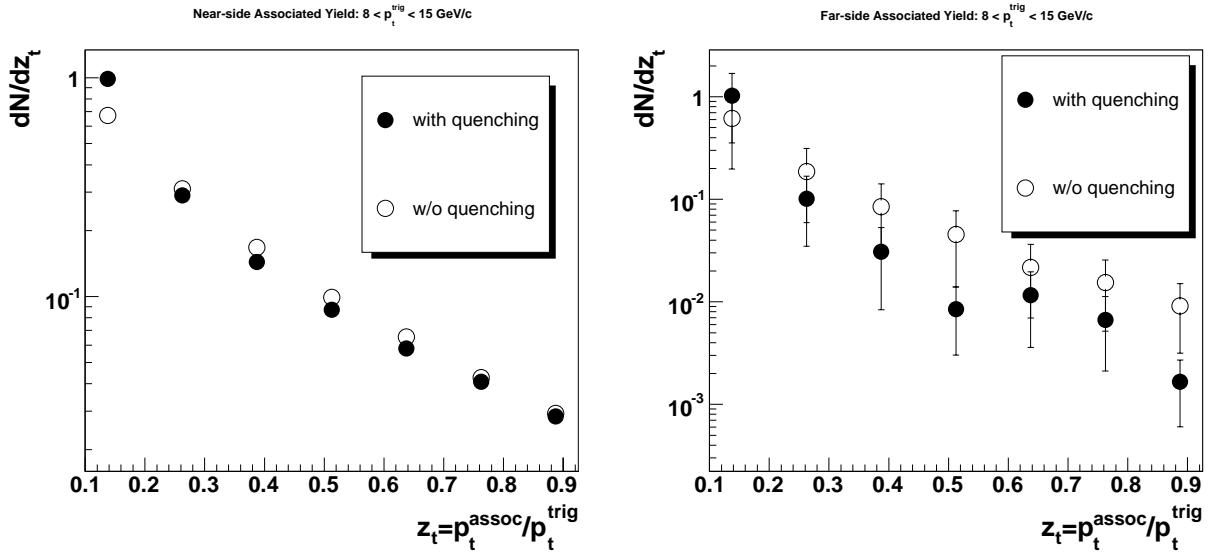 Near-side Associated Yield: 8 < p_t^trig < 15 GeV/c
dN/dz_t
1
10^-1
with quenching
w/o quenching
0.1 0.2 0.3 0.4 0.5 0.6 0.7 0.8 0.9
z_t=p_t^assoc/p_t^trig
Far-side Associated Yield: 8 < p_t^trig < 15 GeV/c
dN/dz_t
1
10^-1
10^-2
10^-3
with quenching
w/o quenching
0.1 0.2 0.3 0.4 0.5 0.6 0.7 0.8 0.9
z_t=p_t^assoc/p_t^trig